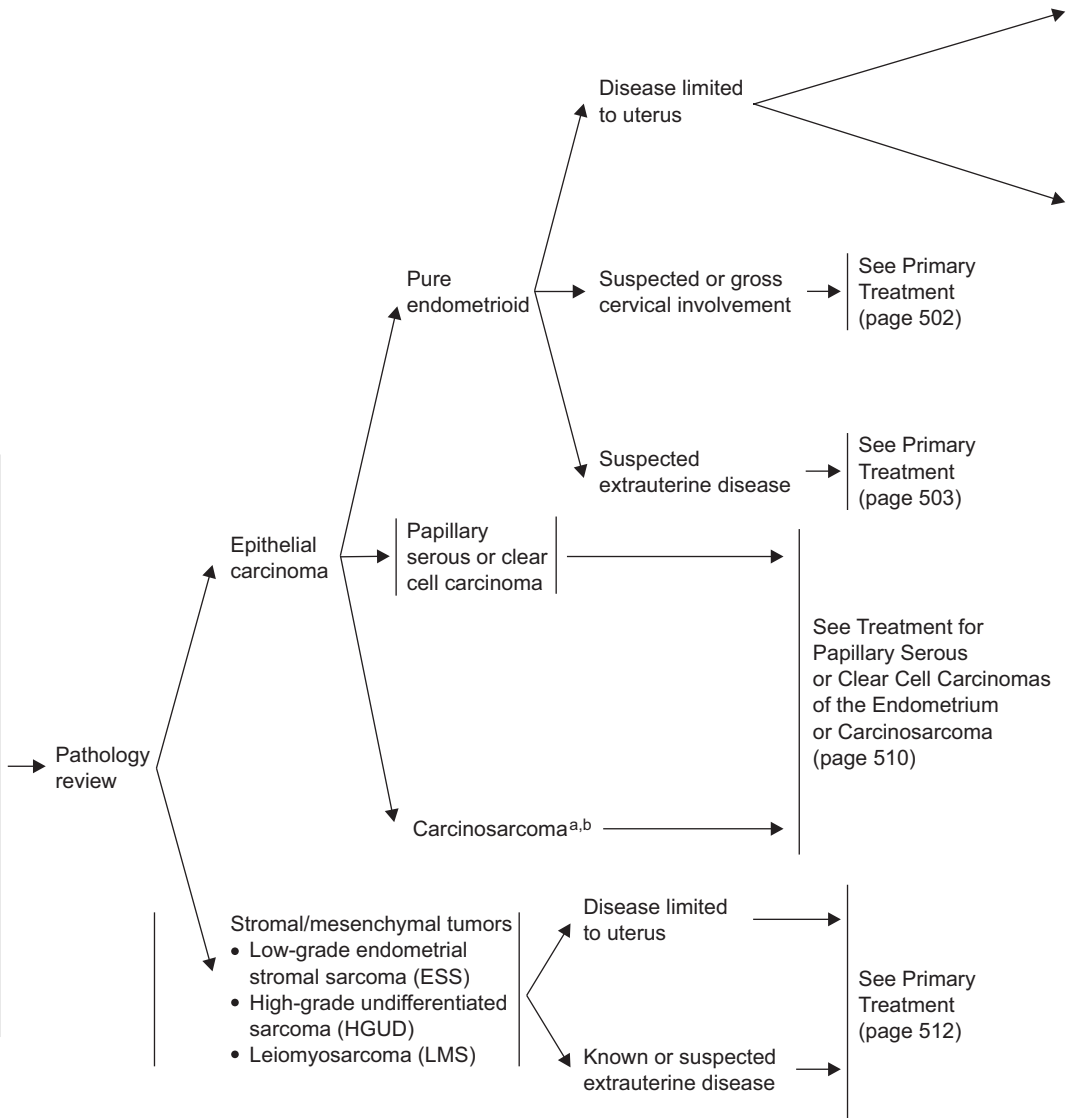 Disease limited
to uterus
Pure
endometrioid
Suspected or gross
cervical involvement
See Primary
Treatment
(page 502)
Suspected
extrauterine disease
See Primary
Treatment
(page 503)
Epithelial
carcinoma
Papillary
serous or clear
cell carcinoma
See Treatment for
Papillary Serous
or Clear Cell Carcinomas
of the Endometrium
or Carcinosarcoma
(page 510)
Pathology
review
Carcinosarcomaa,b
Stromal/mesenchymal tumors
• Low-grade endometrial
stromal sarcoma (ESS)
• High-grade undifferentiated
sarcoma (HGUD)
• Leiomyosarcoma (LMS)
Disease limited
to uterus
Known or suspected
extrauterine disease
See Primary
Treatment
(page 512)